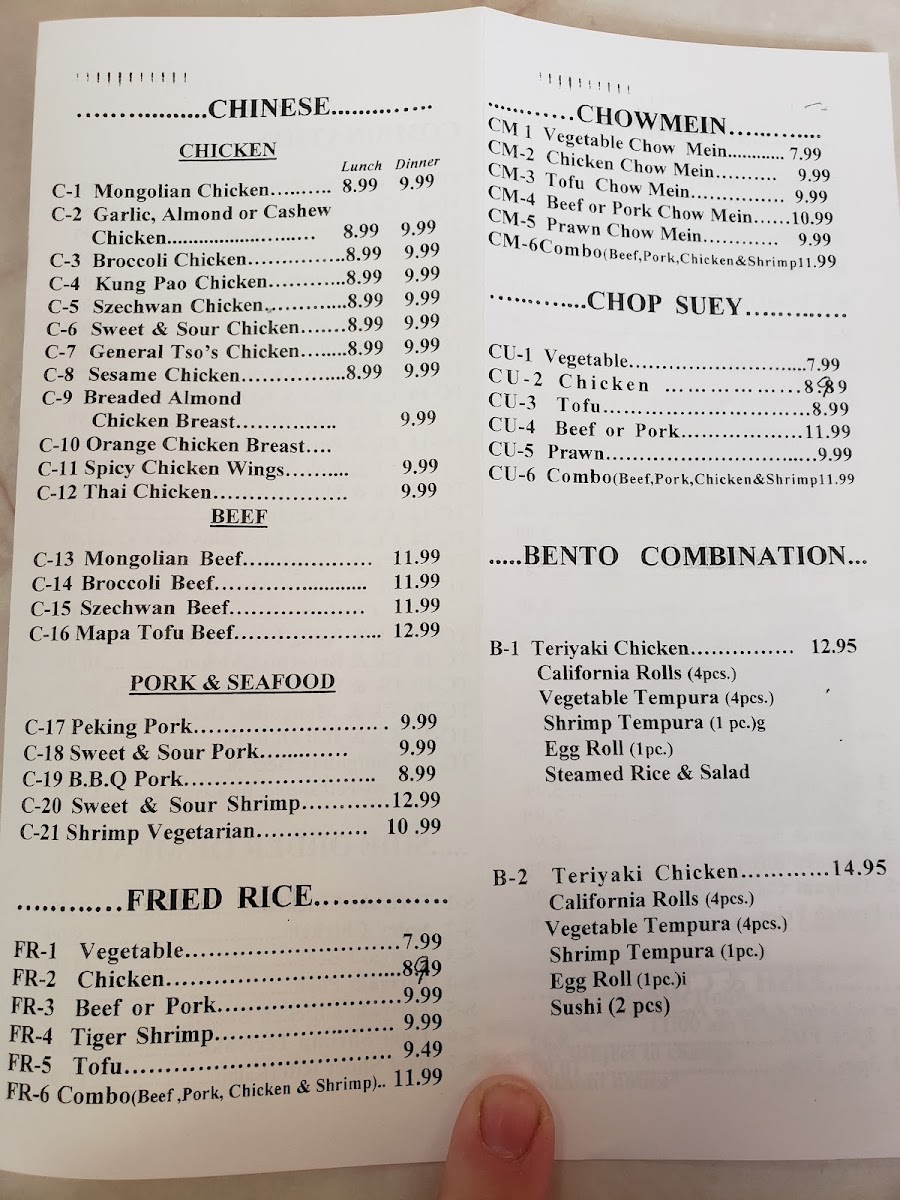 ..............CHINESE...............
CHICKEN
Lunch Dinner
C-1 Mongolian Chicken.......... 8.99 9.99
C-2 Garlic, Almond or Cashew
Chicken........................... 8.99 9.99
C-3 Broccoli Chicken...............8.99 9.99
C-4 Kung Pao Chicken............8.99 9.99
C-5 Szechwan Chicken.............8.99 9.99
C-6 Sweet & Sour Chicken.......8.99 9.99
C-7 General Tso's Chicken........8.99 9.99
C-8 Sesame Chicken................8.99 9.99
C-9 Breaded Almond
Chicken Breast............... 9.99
C-10 Orange Chicken Breast....
C-11 Spicy Chicken Wings.......... 9.99
C-12 Thai Chicken.................... 9.99
BEEF
C-13 Mongolian Beef.................... 11.99
C-14 Broccoli Beef....................... 11.99
C-15 Szechwan Beef.................... 11.99
C-16 Mapa Tofu Beef...................... 12.99
PORK & SEAFOOD
C-17 Peking Pork......................... . 9.99
C-18 Sweet & Sour Pork............. 9.99
C-19 B.B.Q Pork.......................... 8.99
C-20 Sweet & Sour Shrimp............12.99
C-21 Shrimp Vegetarian............... 10 .99
.............FRIED RICE...................
FR-1 Vegetable.............................7.99
FR-2 Chicken...............................8.
FR-3 Beef or Pork.........................9.99
FR-4 Tiger Shrimp......................... 9.99
FR-5 Tofu.................................... 9.49
FR-6 Combo(Beef ,Pork, Chicken & Shrimp).. 11.99
..............CHOWMEIN..............
CM 1 Vegetable Chow Mein............ 7.99
CM-2 Chicken Chow Mein.......... 9.99
CM-3 Tofu Chow Mein............. 9.99
CM-4 Beef or Pork Chow Mein......10.99
CM-5 Prawn Chow Mein............ 9.99
CM-6Combo(Beef,Pork,Chicken&Shrimp11.99
.............CHOP SUEY...............
CU-1 Vegetable............................7.99
CU-2 Chicken ..................8.
CU-3 Tofu.................................8.99
CU-4 Beef or Pork..................11.99
CU-5 Prawn................................9.99
CU-6 Combo(Beef,Pork,Chicken&Shrimp11.99
.....BENTO COMBINATION...
B-1 Teriyaki Chicken............... 12.95
California Rolls (4pcs.)
Vegetable Tempura (4pcs.)
Shrimp Tempura (1 pc.)g
Egg Roll (1pc.)
Steamed Rice & Salad
B-2 Teriyaki Chicken............14.95
California Rolls (4pcs.)
Vegetable Tempura (4pcs.)
Shrimp Tempura (1pc.)
Egg Roll (1pc.)i
Sushi (2 pcs)